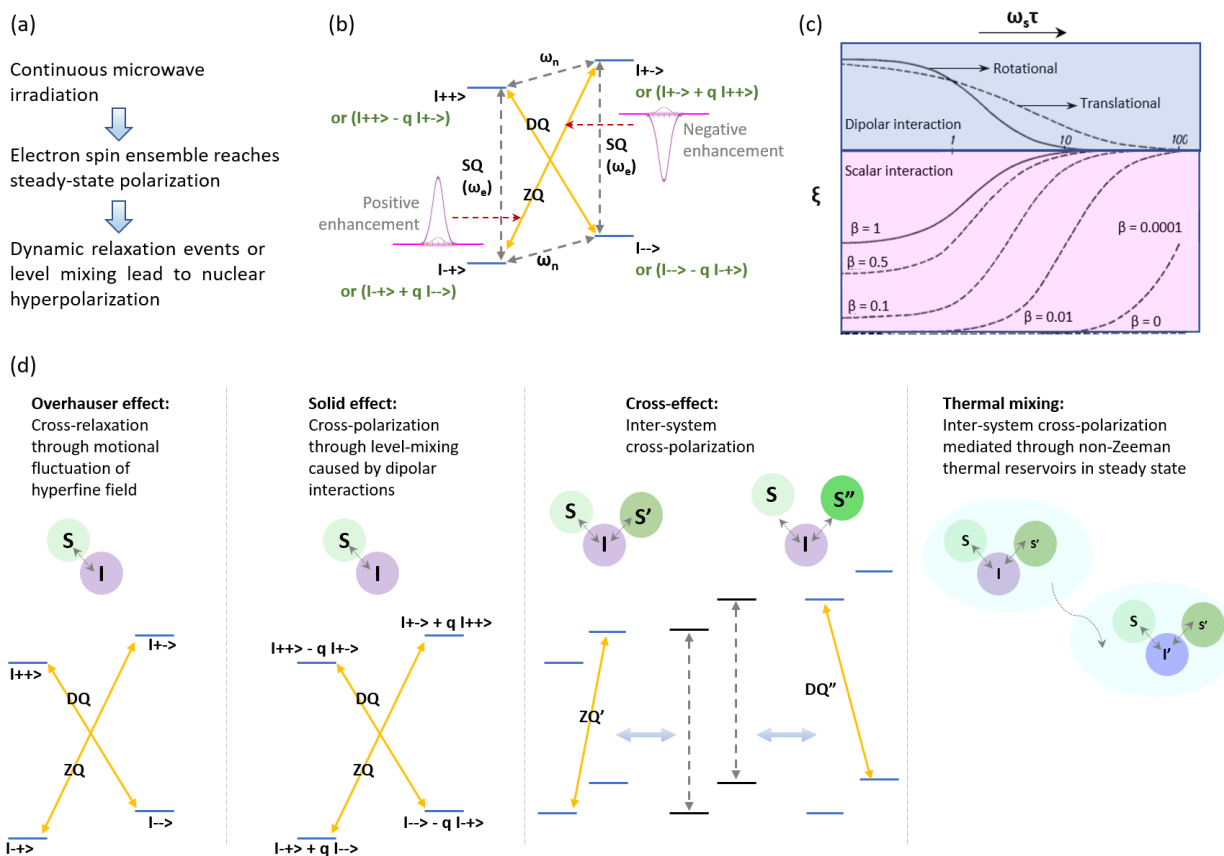 (a)
Continuous microwave
irradiation
Electron spin ensemble reaches
steady-state polarization
Dynamic relaxation events or
level mixing lead to nuclear
hyperpolarization
(b)
ωn
I++>
or (I++> - q I+->)
I+->
or (I+-> + q I++>)
DQ
SQ
(ωe)
SQ
(ωe)
Negative
enhancement
Positive
enhancement
ZQ
I-+>
or (I-+> + q I-->)
ωn
I-->
or (I--> - q I-+>)
(c)
ωsτ
Rotational
Translational
Dipolar interaction
1
10
100
Scalar interaction
ξ
β = 1
β = 0.5
β = 0.1
β = 0.01
β = 0.0001
β = 0
(d)
Overhauser effect:
Cross-relaxation
through motional
fluctuation of
hyperfine field
S
I
I++>
I+->
DQ
ZQ
I-+>
I-->
Solid effect:
Cross-polarization
through level-mixing
caused by dipolar
interactions
S
I
I+-> + q I++>
I++> - q I+->
DQ
ZQ
I--> - q I-+>
I-+> + q I-->
Cross-effect:
Inter-system
cross-polarization
S
S'
I
S
S''
I
ZQ'
DQ''
Thermal mixing:
Inter-system cross-polarization
mediated through non-Zeeman
thermal reservoirs in steady state
S
S'
I
S
S'
I'